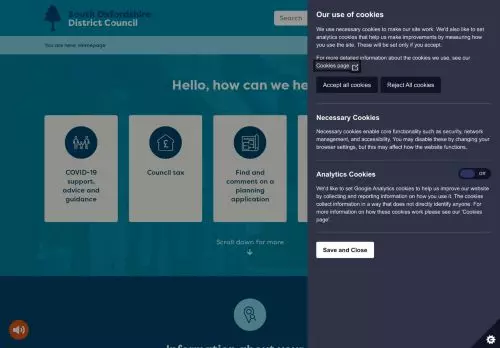 South Oxfordshire
District Council
Search
You are here: Homepage
Hello, how can we he
COVID-19
support,
advice and
guidance
Council tax
Find and
comment on a
planning
application
Scroll down for more
Information about your
Our use of cookies
We use necessary cookies to make our site work. We'd also like to set
analytics cookies that help us make improvements by measuring how
you use the site. These will be set only if you accept.
For more detailed information about the cookies we use, see our
Cookies page
Accept all cookies
Reject All cookies
Necessary Cookies
Necessary cookies enable core functionality such as security, network
management, and accessibility. You may disable these by changing your
browser settings, but this may affect how the website functions.
Analytics Cookies
Off
We'd like to set Google Analytics cookies to help us improve our website
by collecting and reporting information on how you use it. The cookies
collect information in a way that does not directly identify anyone. For
more information on how these cookies work please see our 'Cookies
page'.
Save and Close